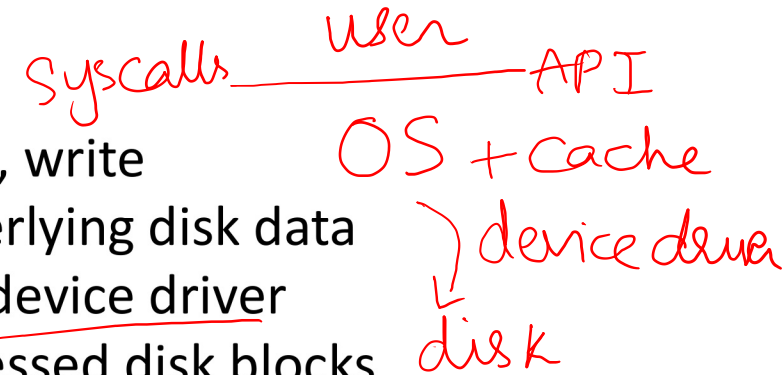 user
syscalls API
OS + cache
, write
device driver
erlying disk data
device driver
disk
essed disk blocks